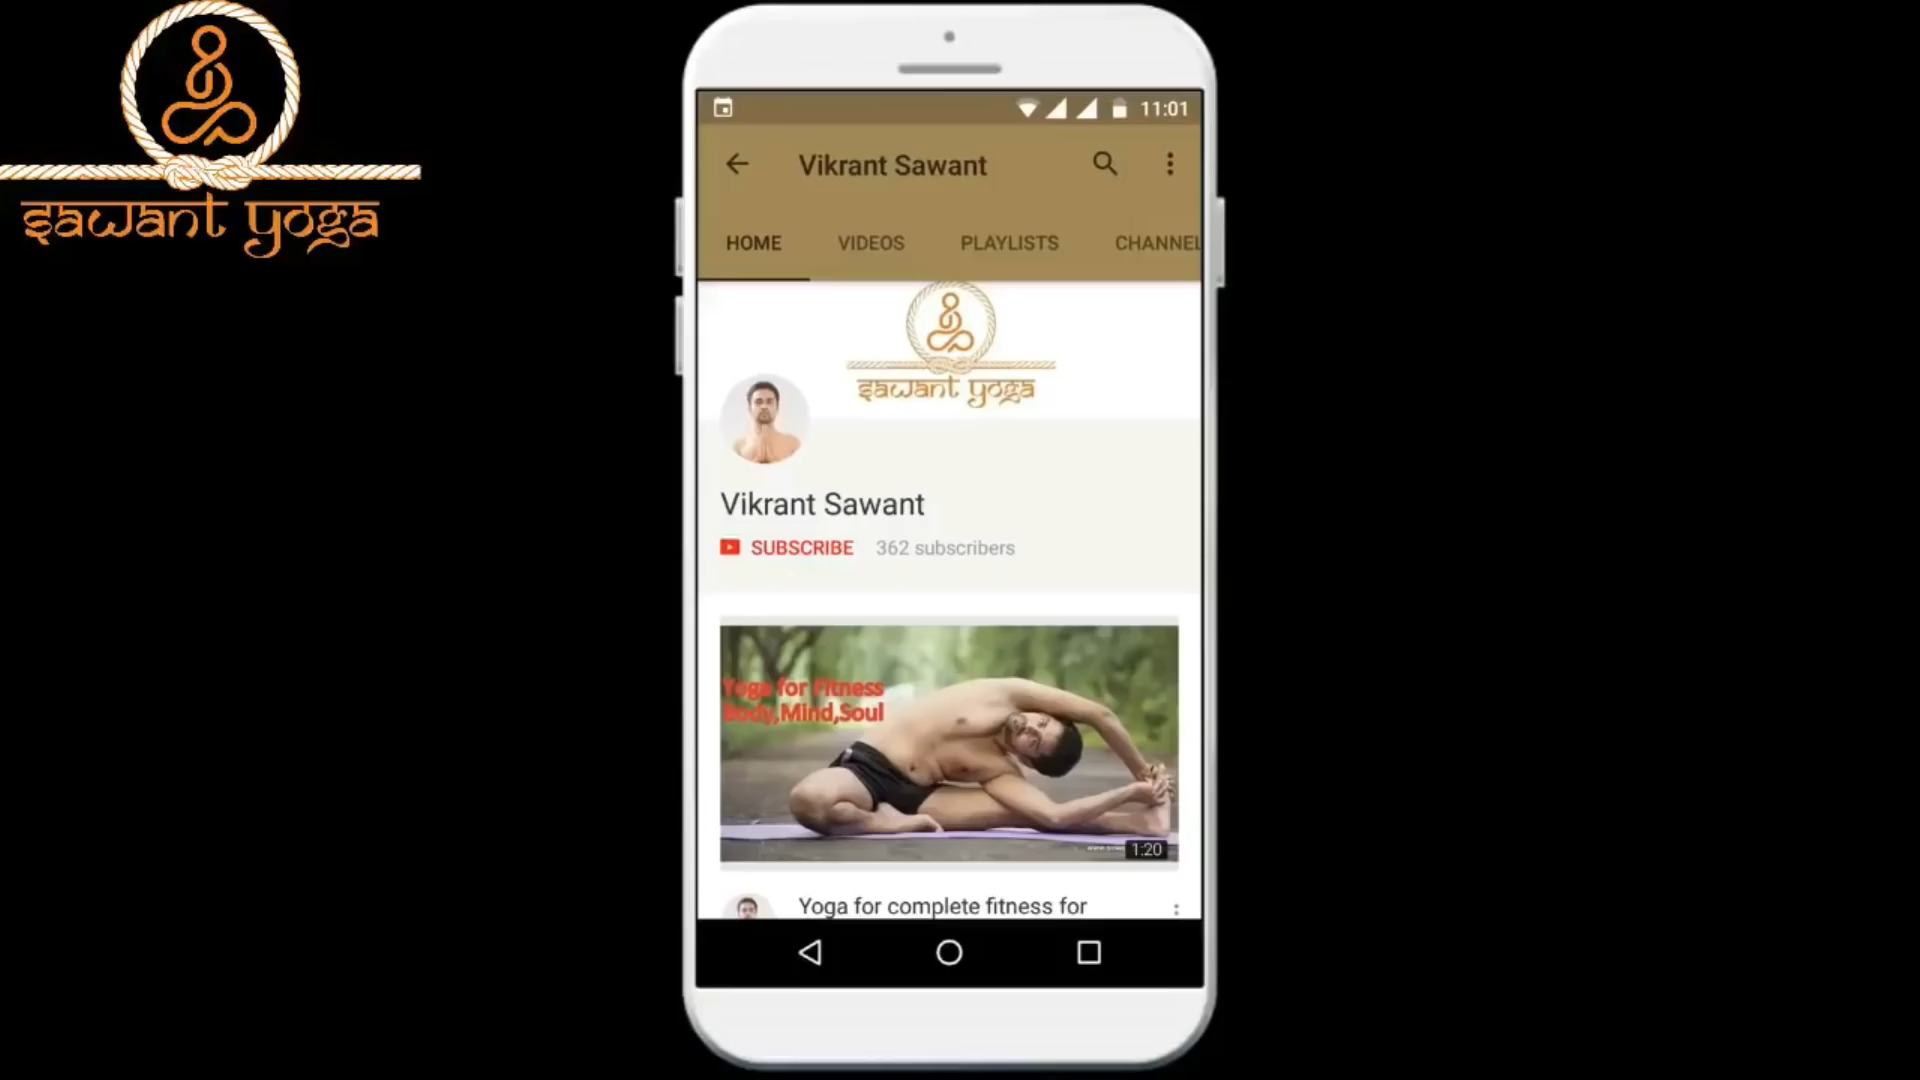 sawant yoga
11:01
Vikrant Sawant
HOME VIDEOS PLAYLISTS CHANNEL
sawant yoga
Vikrant Sawant
SUBSCRIBE 362 subscribers
Yoga for Fitness
Body,Mind,Soul
1:20
Yoga for complete fitness for